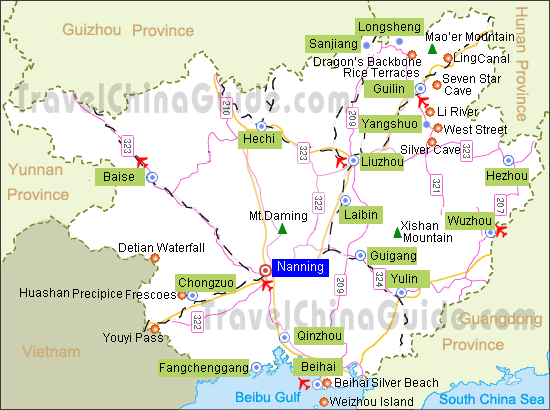 Guizhou Province
Longsheng
Sanjiang
Mao'er Mountain
Hunan Province
Dragon's Backbone
Rice Terraces
LingCanal
Guilin
Seven Star
Cave
TravelChinaGuide.com
210
209
Li River
Yangshuo
West Street
Hechi
323
323
323
Silver Cave
Liuzhou
Yunnan
Province
Baise
Hezhou
322
321
207
Laibin
Mt.Daming
Xishan
Mountain
Wuzhou
Detian Waterfall
Guigang
Nanning
Chongzuo
324
Yulin
Huashan Precipice Frescoes
209
TravelChinaGuide.com
322
Guangdong
Province
Youyi Pass
Qinzhou
Vietnam
Fangchenggang
Beihai
Beihai Silver Beach
Beibu Gulf
Weizhou Island
South China Sea